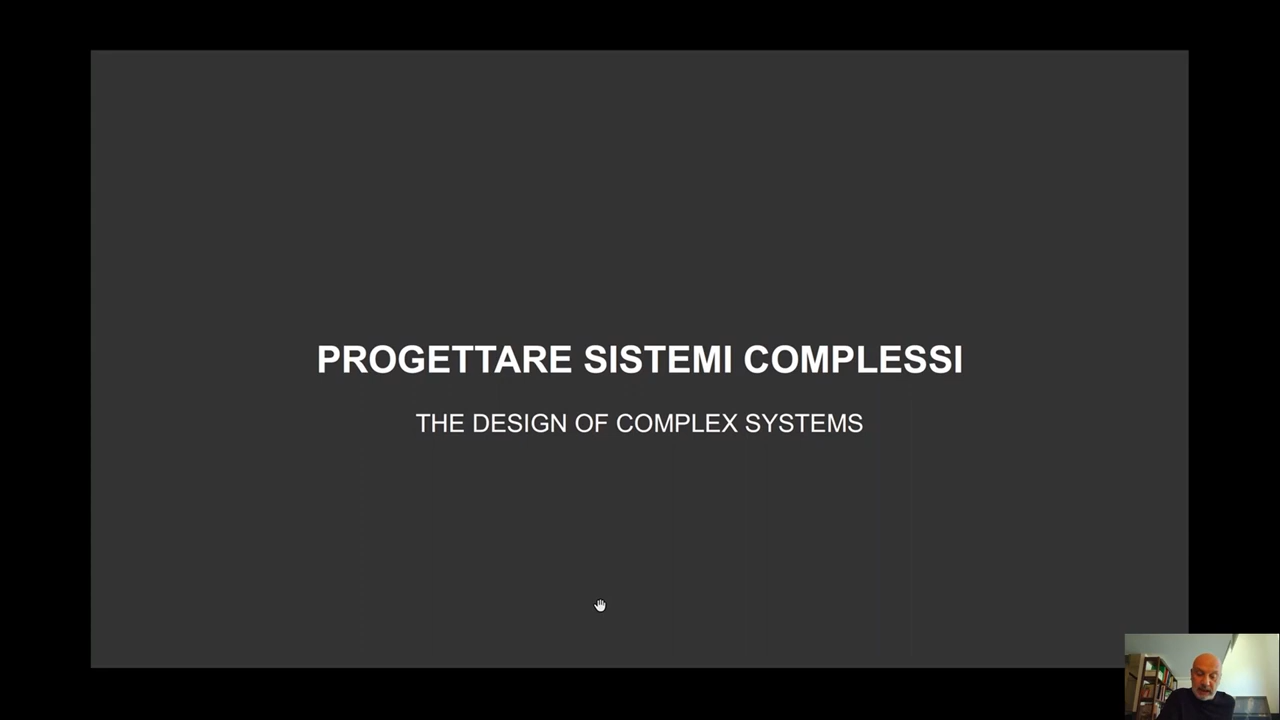 PROGETTARE SISTEMI COMPLESSI
THE DESIGN OF COMPLEX SYSTEMS